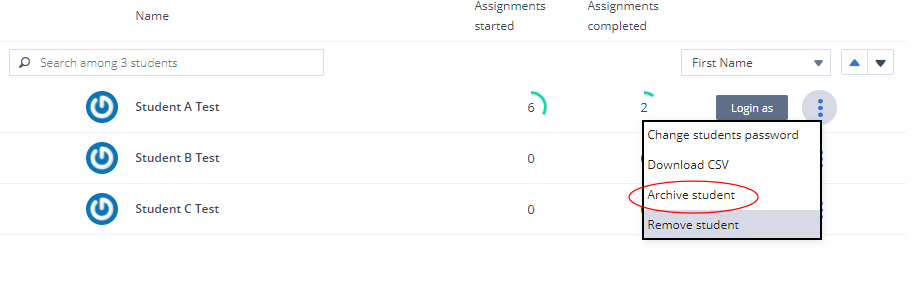 Name
Assignments started
Assignments completed
Search among 3 students
First Name
Student A Test
6
2
Login as
Change students password
Download CSV
Archive student
Remove student
Student B Test
0
Student C Test
0